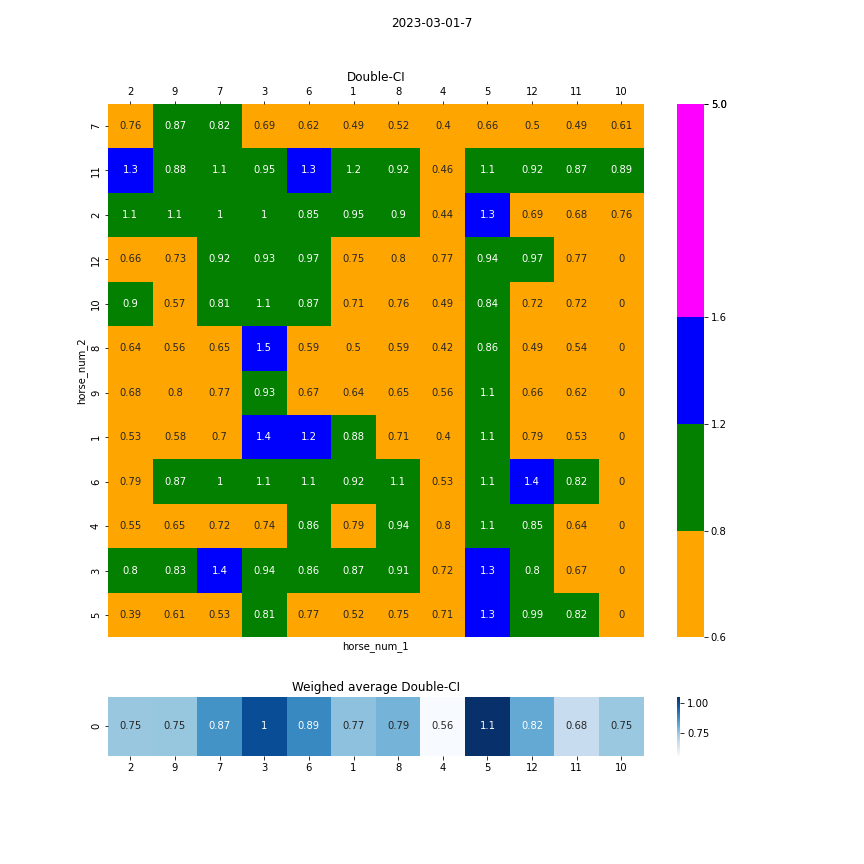 2023-03-01-7
Double-CI
2 9 7 3 6 1 8 4 5 12 11 10
7 0.76 0.87 0.82 0.69 0.62 0.49 0.52 0.4 0.66 0.5 0.49 0.61
11 1.3 0.88 1.1 0.95 1.3 1.2 0.92 0.46 1.1 0.92 0.87 0.89
2 1.1 1.1 1 1 0.85 0.95 0.9 0.44 1.3 0.69 0.68 0.76
12 0.66 0.73 0.92 0.93 0.97 0.75 0.8 0.77 0.94 0.97 0.77 0
10 0.9 0.57 0.81 1.1 0.87 0.71 0.76 0.49 0.84 0.72 0.72 0
8 0.64 0.56 0.65 1.5 0.59 0.5 0.59 0.42 0.86 0.49 0.54 0
9 0.68 0.8 0.77 0.93 0.67 0.64 0.65 0.56 1.1 0.66 0.62 0
1 0.53 0.58 0.7 1.4 1.2 0.88 0.71 0.4 1.1 0.79 0.53 0
6 0.79 0.87 1 1.1 1.1 0.92 1.1 0.53 1.1 1.4 0.82 0
4 0.55 0.65 0.72 0.74 0.86 0.79 0.94 0.8 1.1 0.85 0.64 0
3 0.8 0.83 1.4 0.94 0.86 0.87 0.91 0.72 1.3 0.8 0.67 0
5 0.39 0.61 0.53 0.81 0.77 0.52 0.75 0.71 1.3 0.99 0.82 0
horse_num_2
horse_num_1
5.0
1.6
1.2
0.8
0.6
Weighed average Double-CI
0 0.75 0.75 0.87 1 0.89 0.77 0.79 0.56 1.1 0.82 0.68 0.75
2 9 7 3 6 1 8 4 5 12 11 10
1.00
0.75